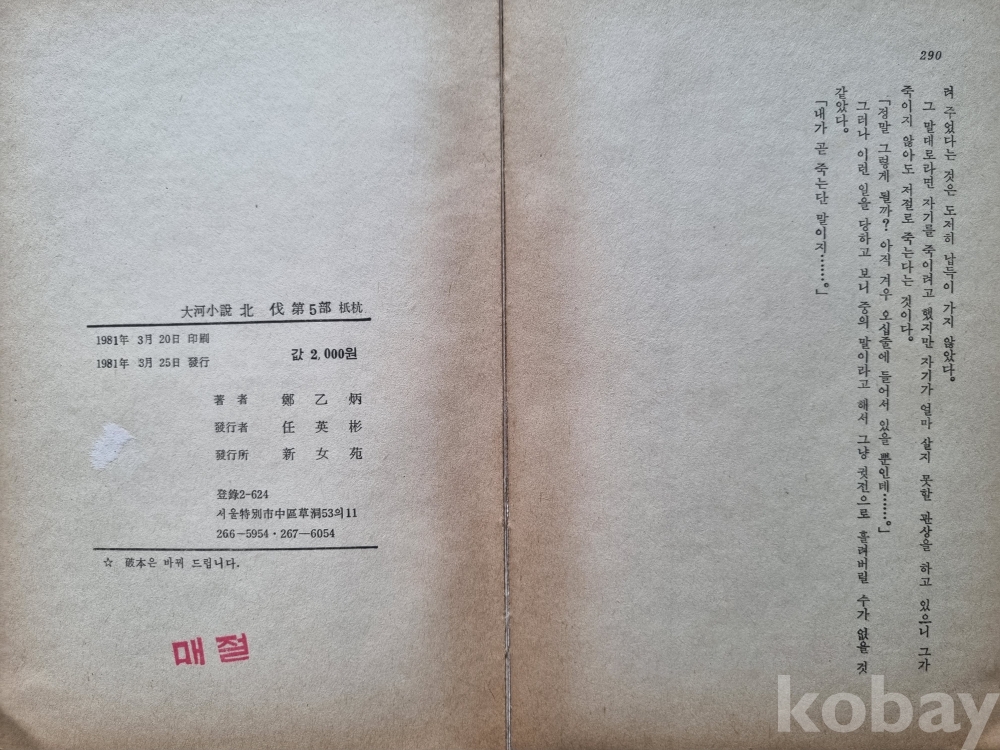 290
려 주었다는 것은 도저히 납득이 가지 않았다。
그 말대로라면 자기를 죽이려고 했지만 자기가 얼마 살지 못할 관상을 하고 있으니 그가
죽이지 않아도 저절로 죽는다는 것이다。
「정말 그렇게 될까? 아직 겨우 오십줄에 들어서 있을 뿐인데……。」
그러나 이런 일을 당하고 보니 중의 말이라고 해서 그냥 귓전으로 흘려버릴 수가 없을 것
같았다。
「내가 곧 죽는단 말이지……。」
大河小說 北 伐 第5部 抵抗
1981年 3月 20日 印刷
1981年 3月 25日 發行
값 2,000원
著者 鄭乙炳
發行者 任英彬
發行所 新女苑
登錄2-624
서울特別市中區草洞53의11
266-5954·267-6054
☆ 破本은 바꿔 드립니다.
매절
kobay